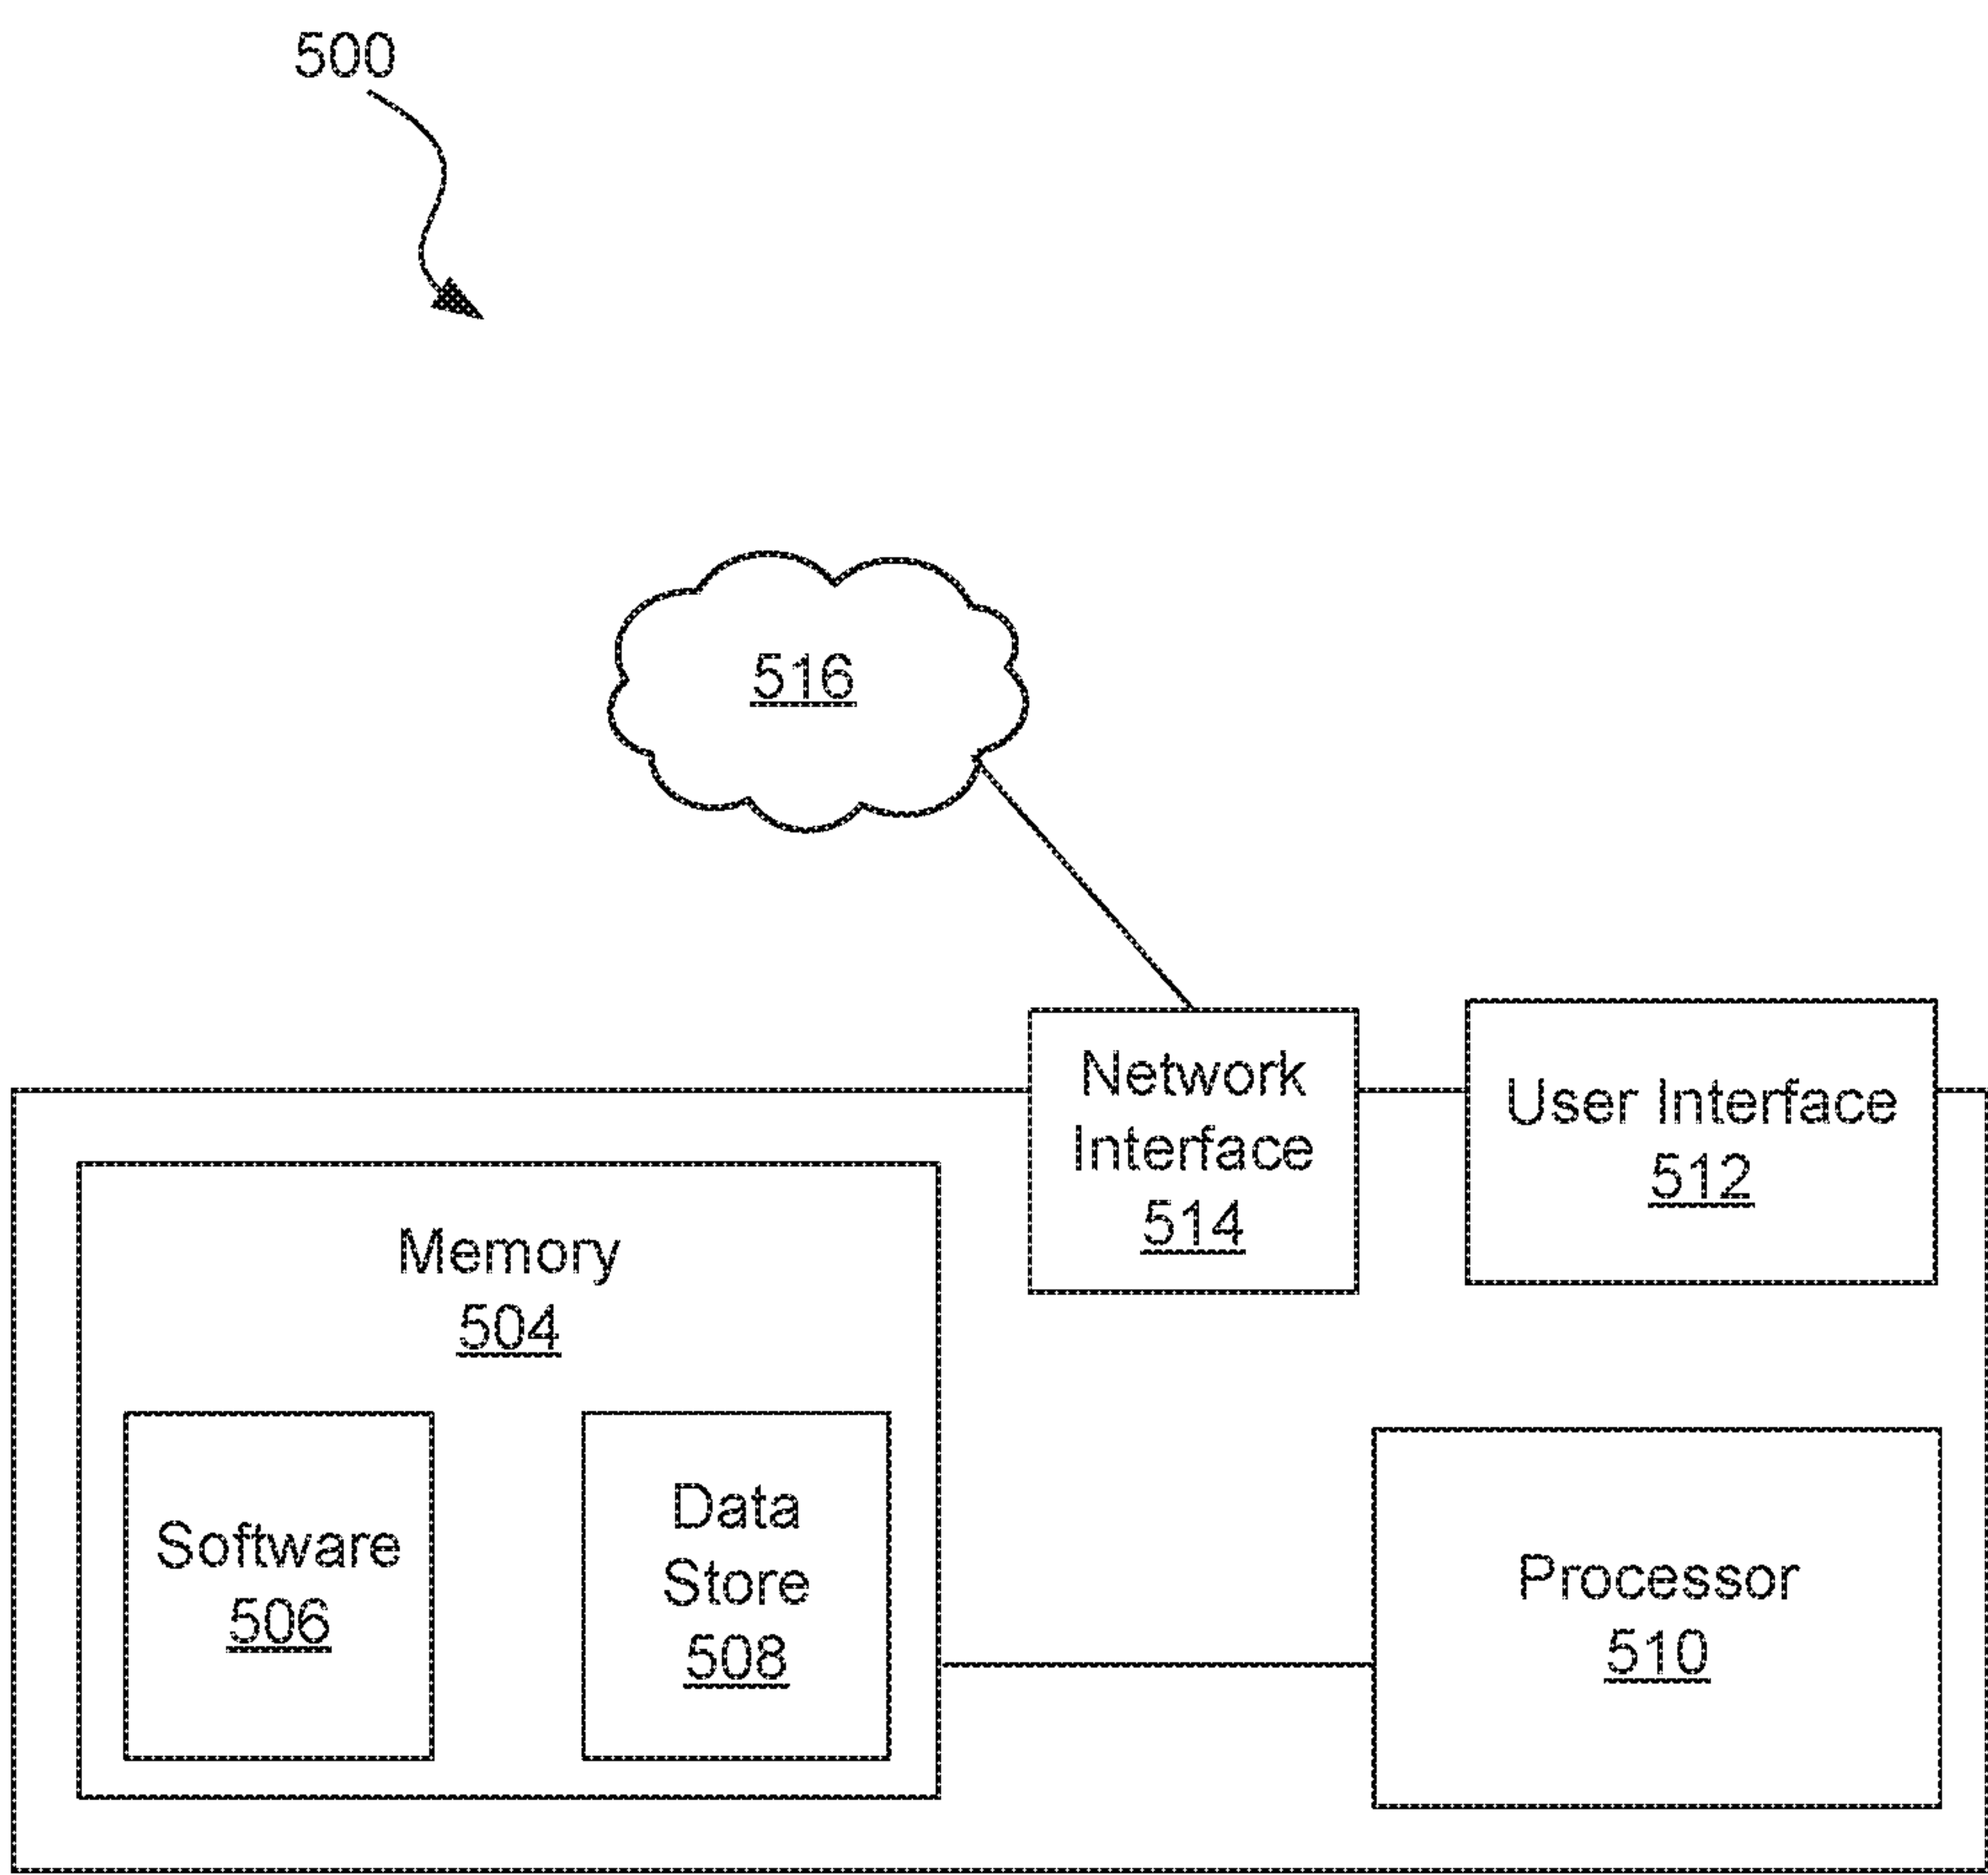 500
516
Network
Interface
514
User Interface
512
Memory
504
Software
506
Data
Store
508
Processor
510